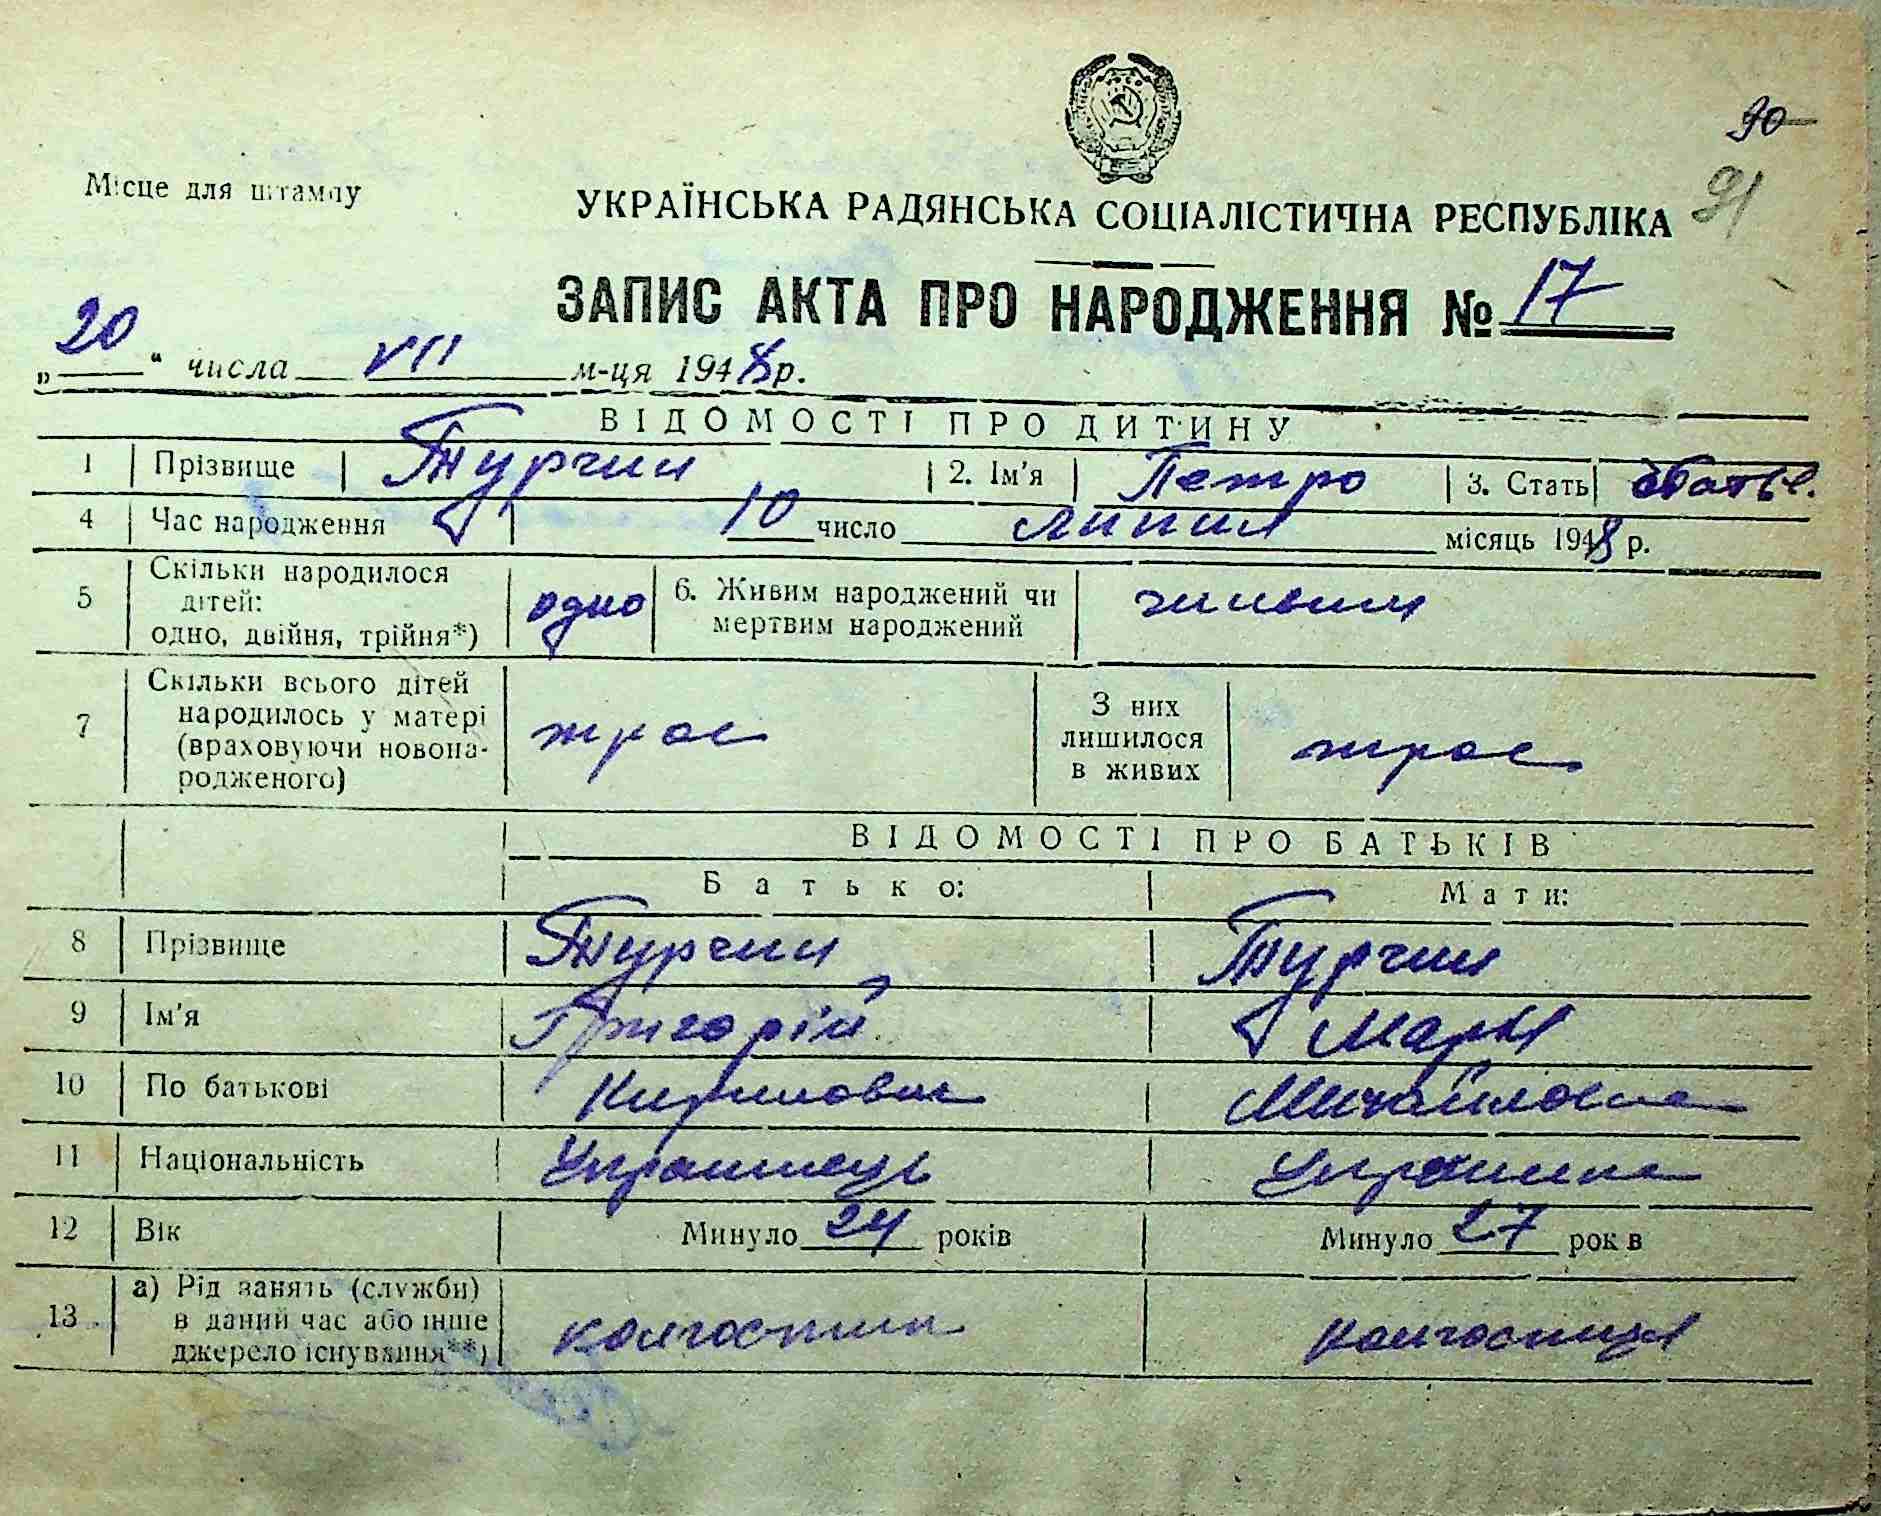 90
91
Місце для штампу
УКРАЇНСЬКА РАДЯНСЬКА СОЦІАЛІСТИЧНА РЕСПУБЛІКА
ЗАПИС АКТА ПРО НАРОДЖЕННЯ № 17
„20“ числа VII м-ця 1948 р.
ВІДОМОСТІ ПРО ДИТИНУ
1 Прізвище Турчин 2. Ім'я Петро 3. Стать
4 Час народження 10 число липня місяць 1948 р.
5 Скільки народилося дітей: одно, двійня, трійня*) одно 6. Живим народжений чи мертвим народжений живим
7 Скільки всього дітей народилось у матері (враховуючи новонародженого) троє З них лишилося в живих троє
ВІДОМОСТІ ПРО БАТЬКІВ
Батько: Мати:
8 Прізвище Турчин Турчин
9 Ім'я Григорій Марія
10 По батькові Кирилович Михайлівна
11 Національність Українець Українка
12 Вік Минуло 24 років Минуло 27 років
13 а) Рід занять (служби) в даний час або інше джерело існування**) колгоспник колгоспниця